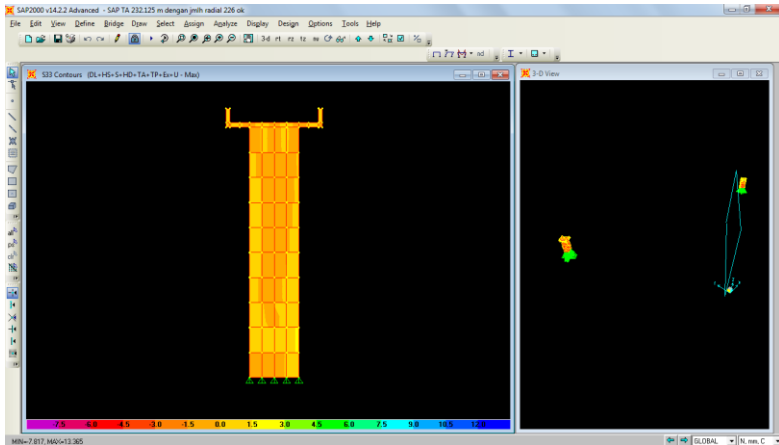 SAP2000 v14.2.2 Advanced - SAP TA 232.125 m dengan jmlh radial 226 ok
File Edit View Define Bridge Draw Select Assign Analyze Display Design Options Tools Help
3-d
nd
S33 Contours (DL+HS+S+HD+TA+TP+Ex+U - Max)
3-D View
7.5 -6.0 -4.5 -3.0 -1.5 0.0 1.5 3.0 4.5 6.0 7.5 9.0 10.5 12.0
MIN=-7.817, MAX=13.365
GLOBAL
N, mm, C